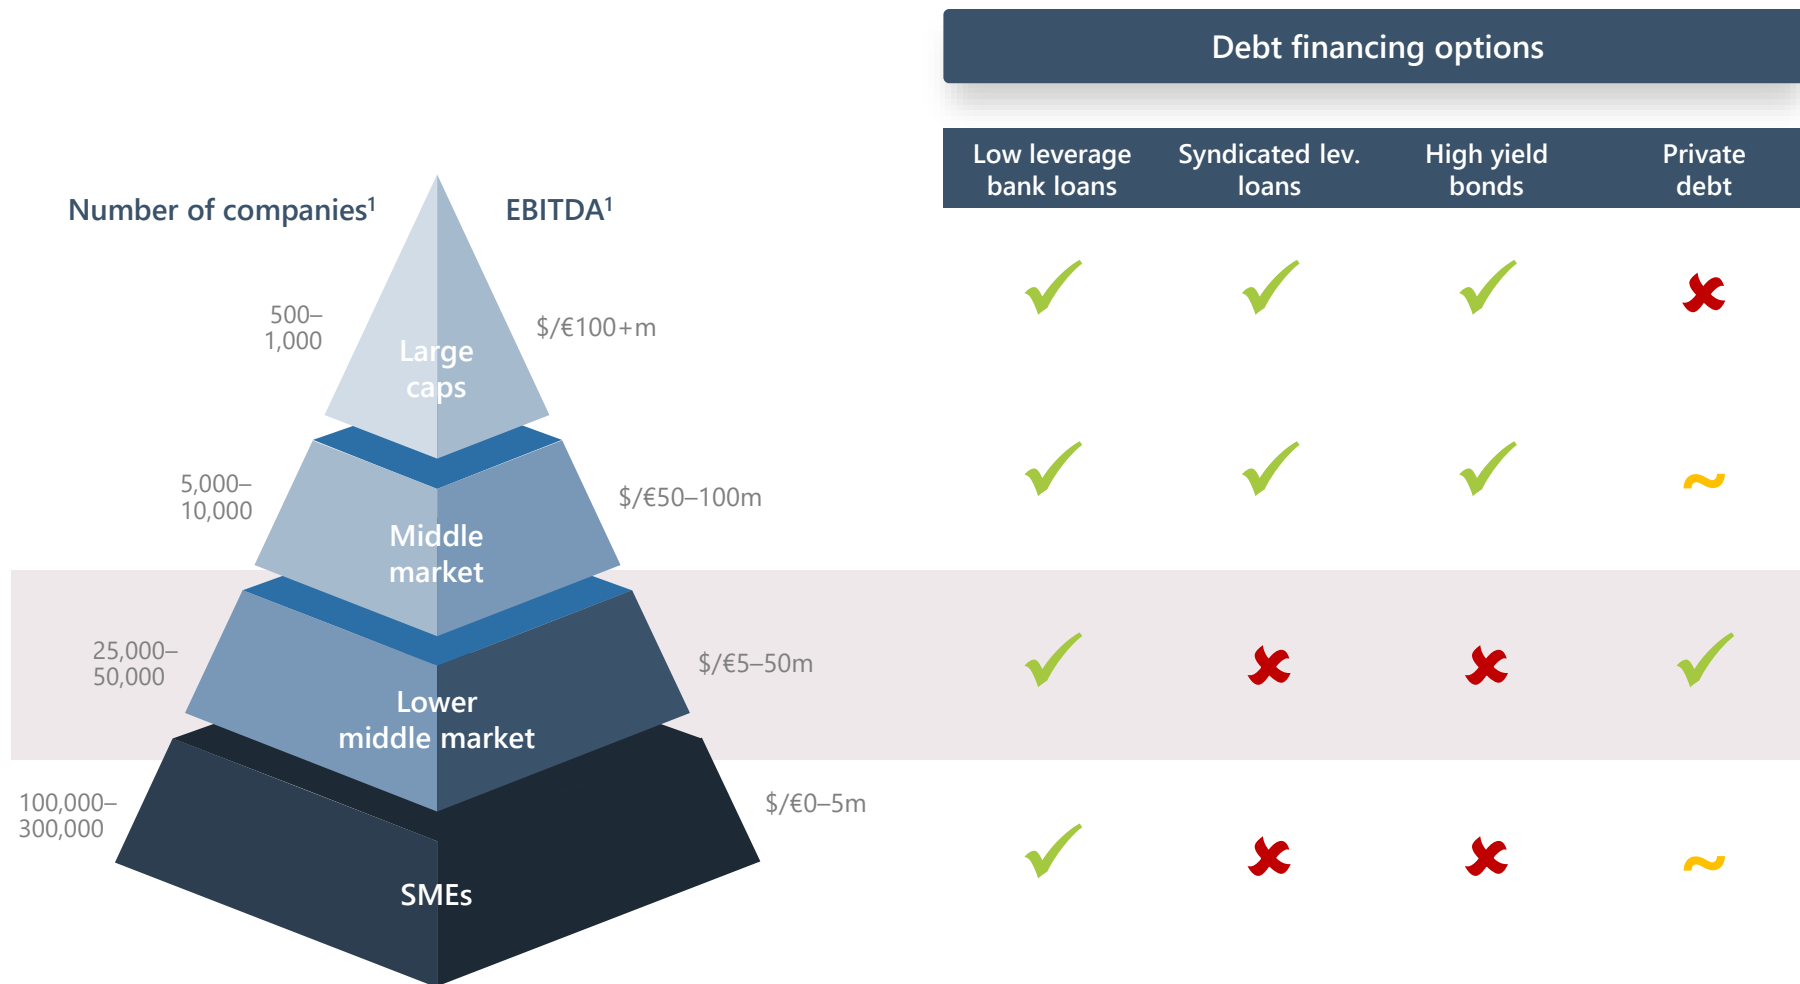 Debt financing options
Low leverage
bank loans
Syndicated lev.
loans
High yield
bonds
Private
debt
Number of companies¹
EBITDA¹
500–
1,000
Large
caps
$/€100+m
5,000–
10,000
Middle
market
$/€50–100m
25,000–
50,000
Lower
middle market
$/€5–50m
100,000–
300,000
SMEs
$/€0–5m